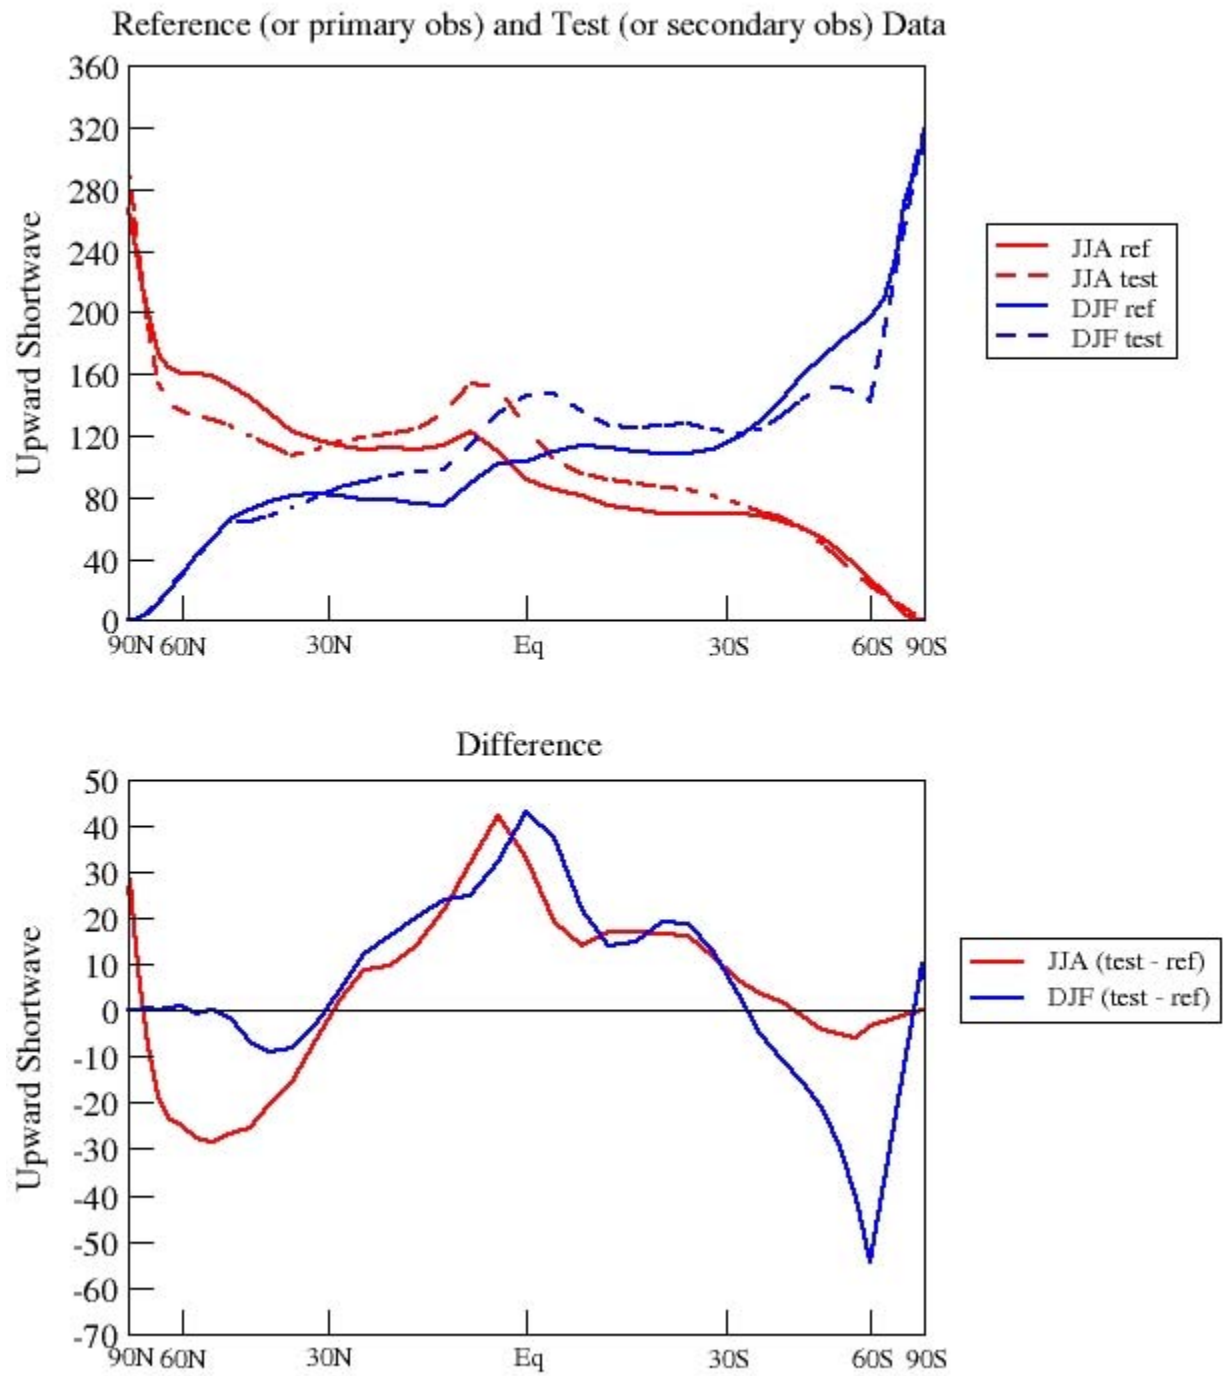 Reference (or primary obs) and Test (or secondary obs) Data
Upward Shortwave
360
320
280
240
200
160
120
80
40
0
90N 60N 30N Eq 30S 60S 90S
JJA ref
JJA test
DJF ref
DJF test
Difference
Upward Shortwave
50
40
30
20
10
0
-10
-20
-30
-40
-50
-60
-70
90N 60N 30N Eq 30S 60S 90S
JJA (test - ref)
DJF (test - ref)